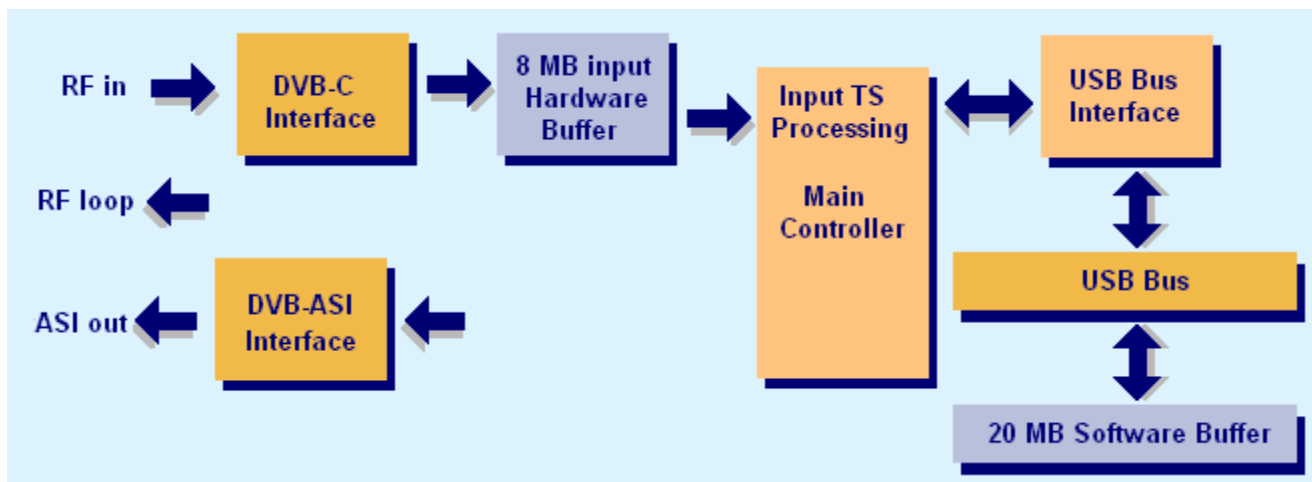 RF in
DVB-C
Interface
8 MB input
Hardware
Buffer
Input TS
Processing
Main
Controller
USB Bus
Interface
RF loop
ASI out
DVB-ASI
Interface
USB Bus
20 MB Software Buffer